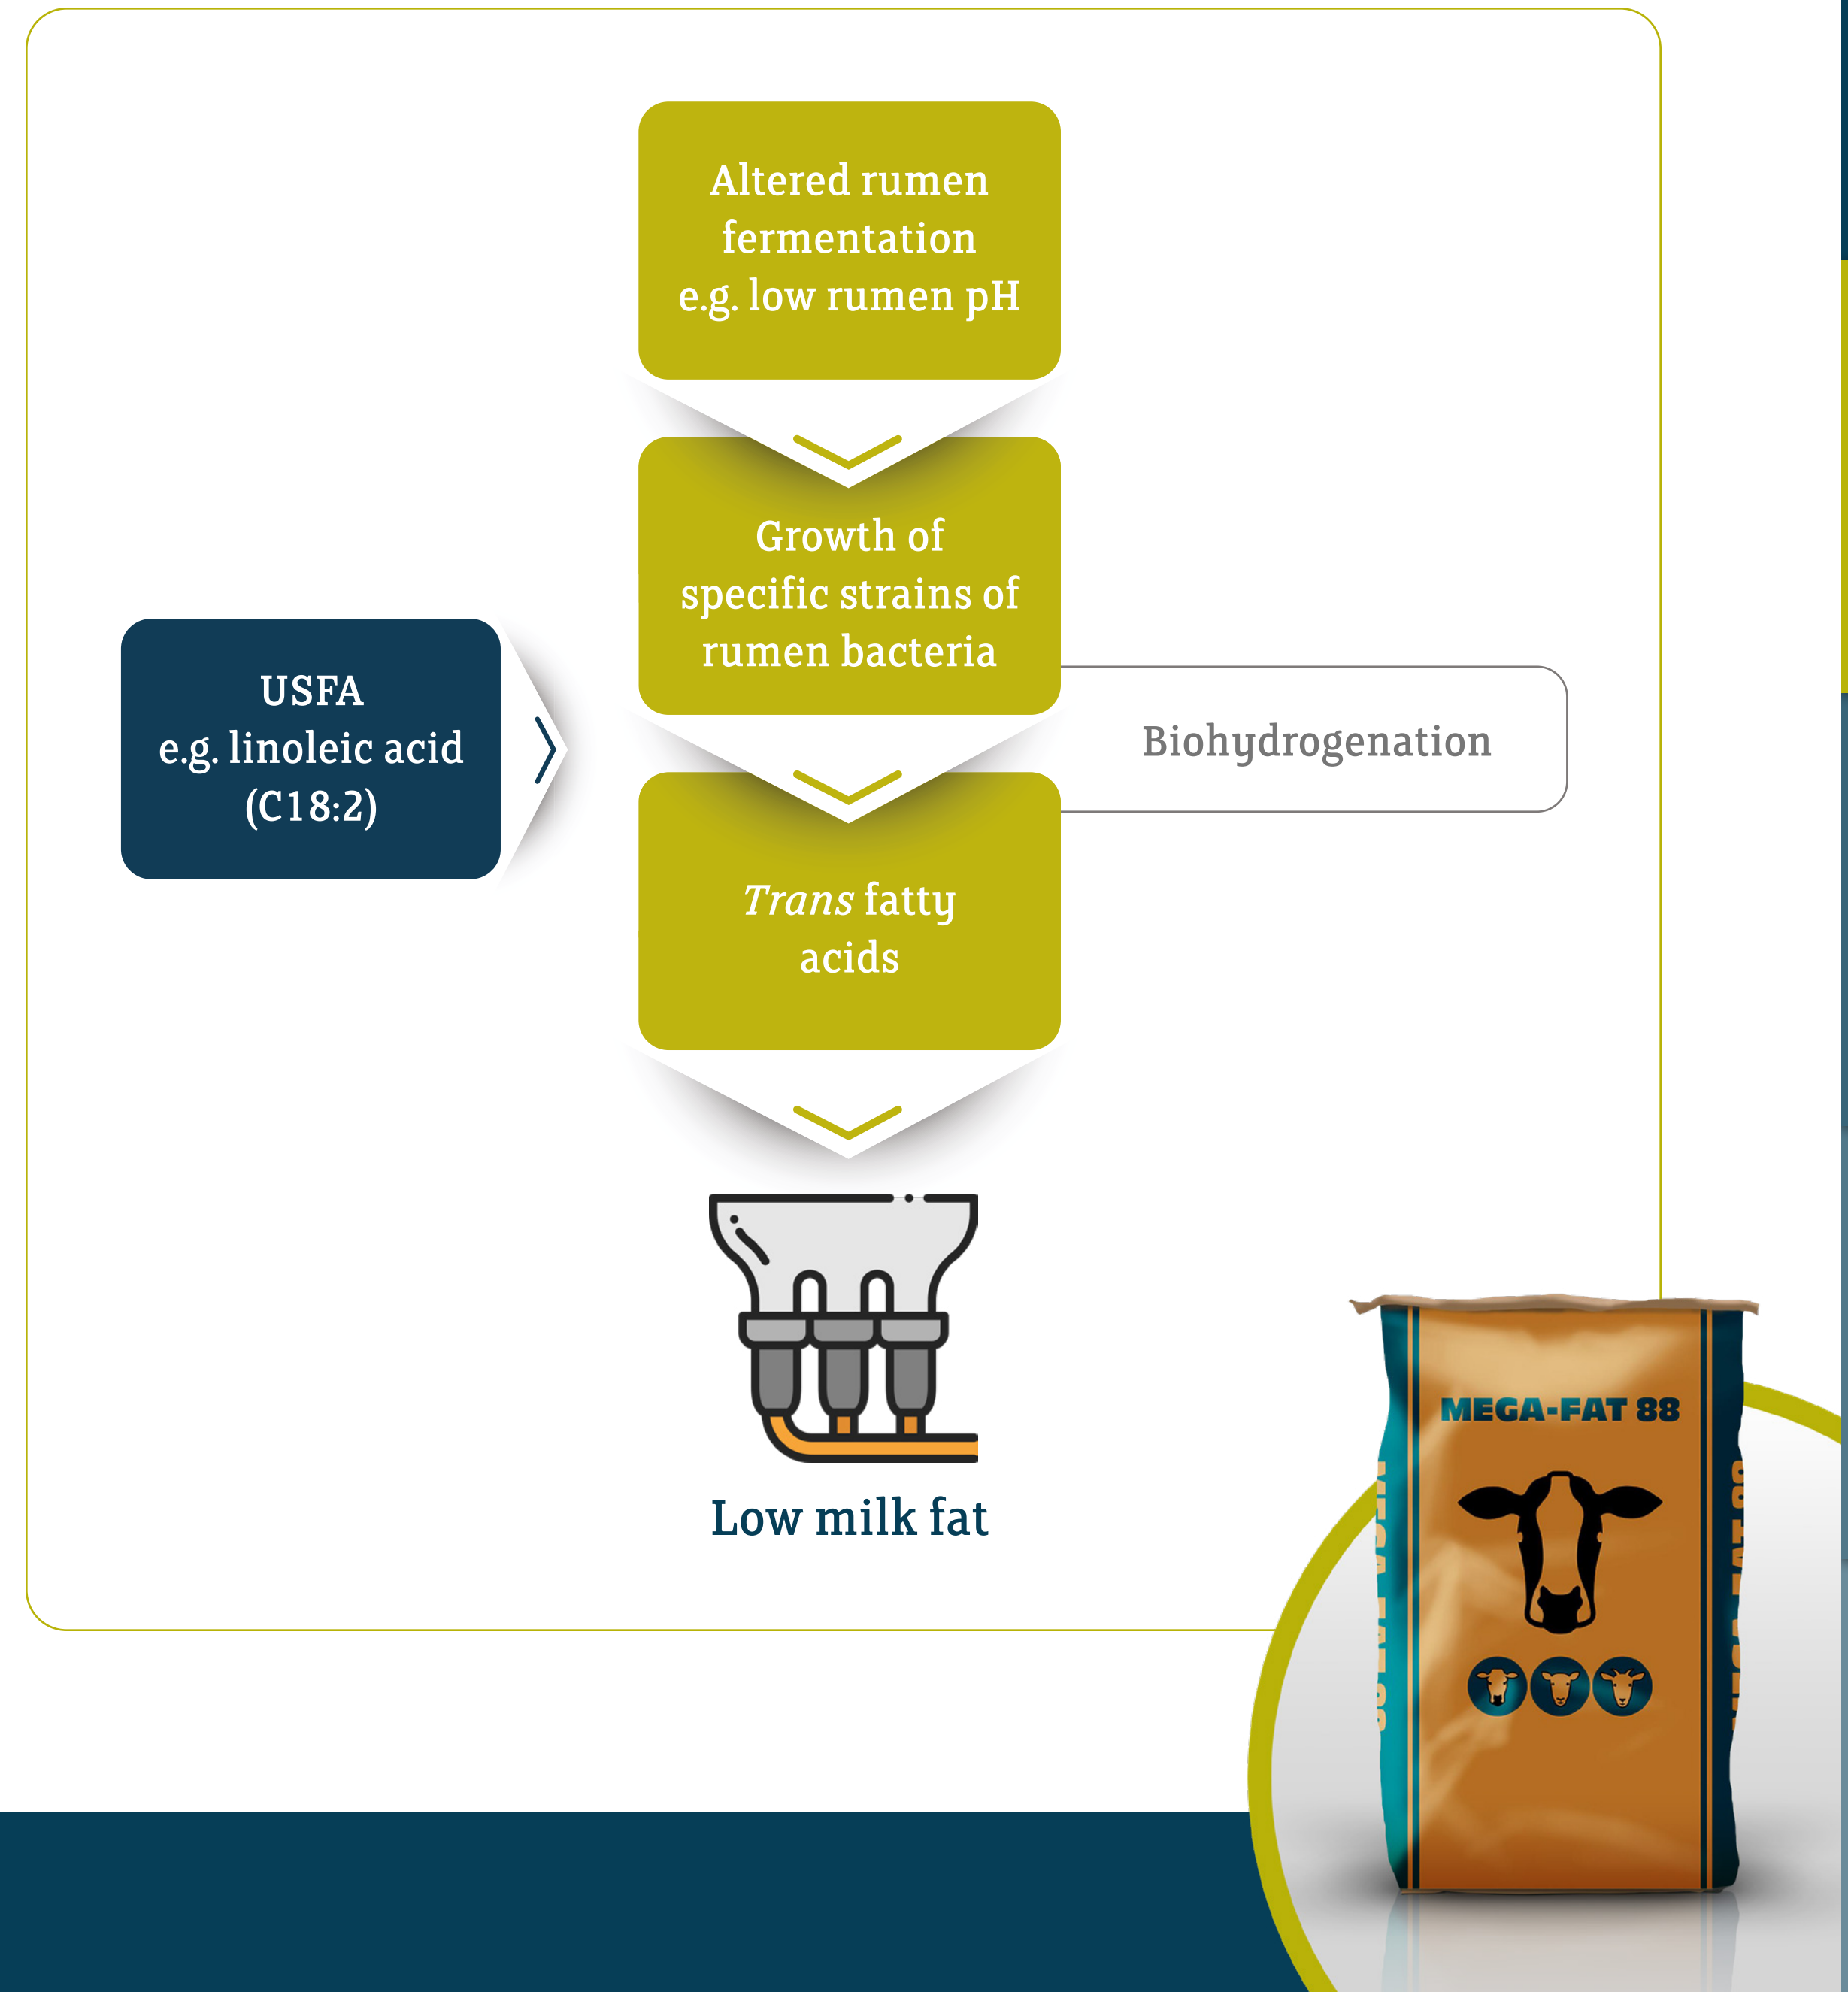 Altered rumen
fermentation
e.g. low rumen pH
Growth of
specific strains of
rumen bacteria
USFA
e.g. linoleic acid
(C18:2)
Biohydrogenation
Trans fatty
acids
Low milk fat
MEGA-FAT 88